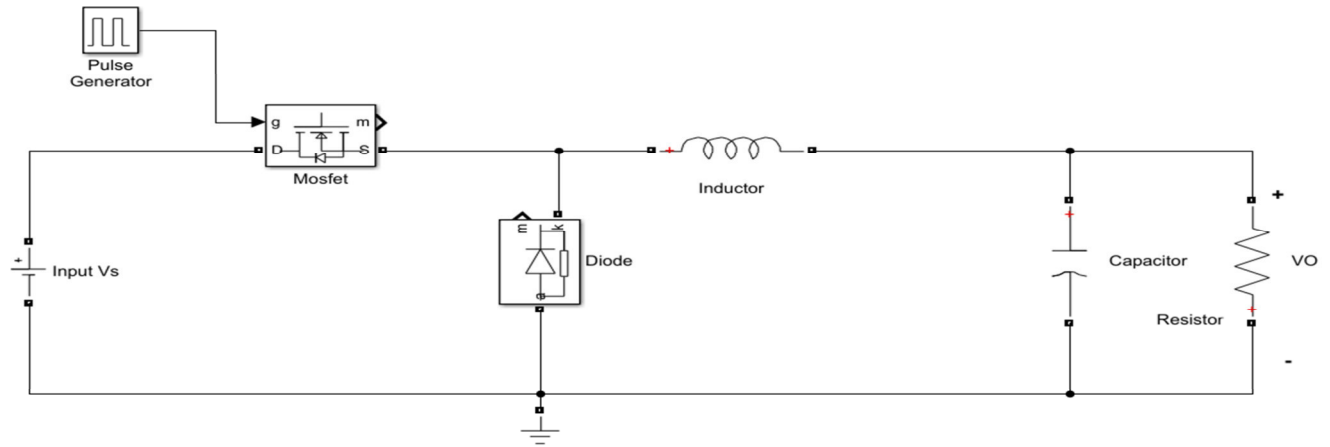 Pulse
Generator
g
m
D
S
Mosfet
Inductor
+
Input Vs
m
k
a
Diode
Capacitor
Resistor
+
VO
-